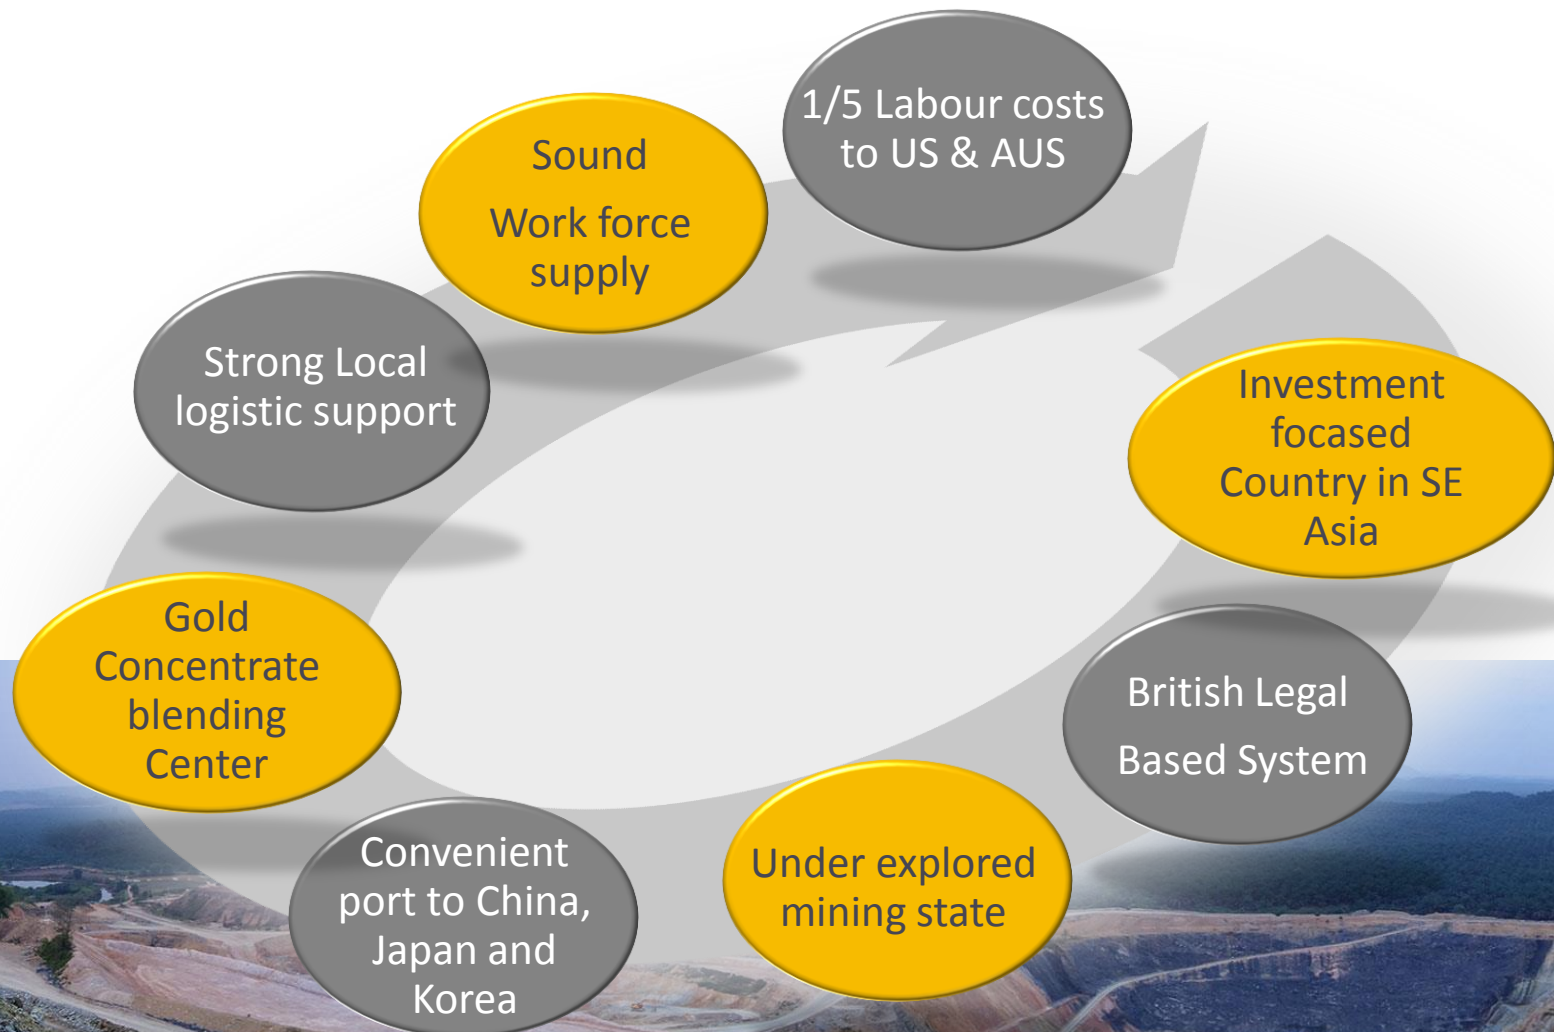 1/5 Labour costs
to US & AUS
Sound
Work force
supply
Strong Local
logistic support
Investment
focased
Country in SE
Asia
Gold
Concentrate
blending
Center
British Legal
Based System
Convenient
port to China,
Japan and
Korea
Under explored
mining state